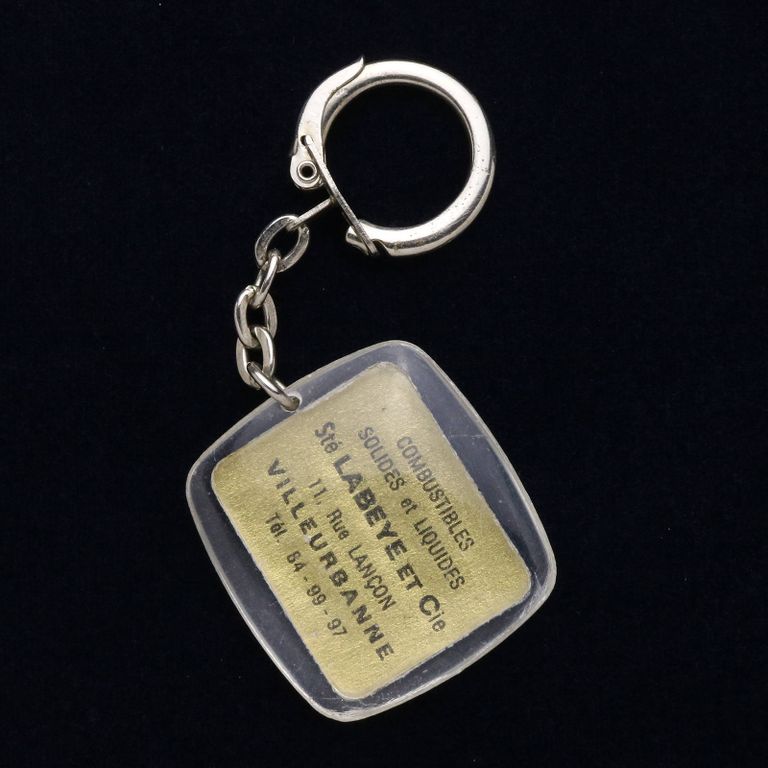 COMBUSTIBLES
SOLIDES et LIQUIDES
Sté LABEYE ET Cie
11, Rue LANÇON
VILLEURBANNE
Tél. 84-99-97